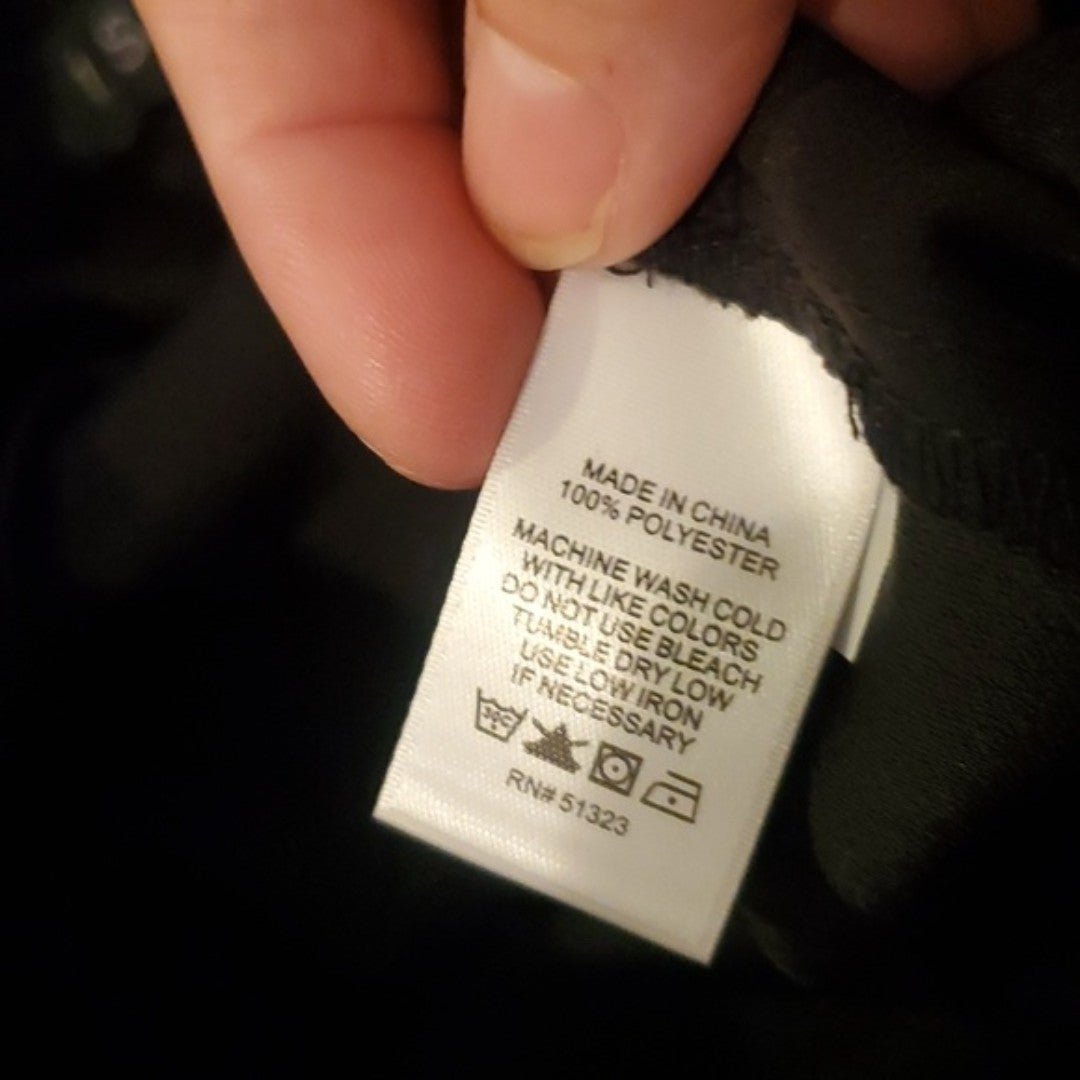 MADE IN CHINA
100% POLYESTER
MACHINE WASH COLD
WITH LIKE COLORS
DO NOT USE BLEACH
TUMBLE DRY LOW
USE LOW IRON
IF NECESSARY
RN# 51323